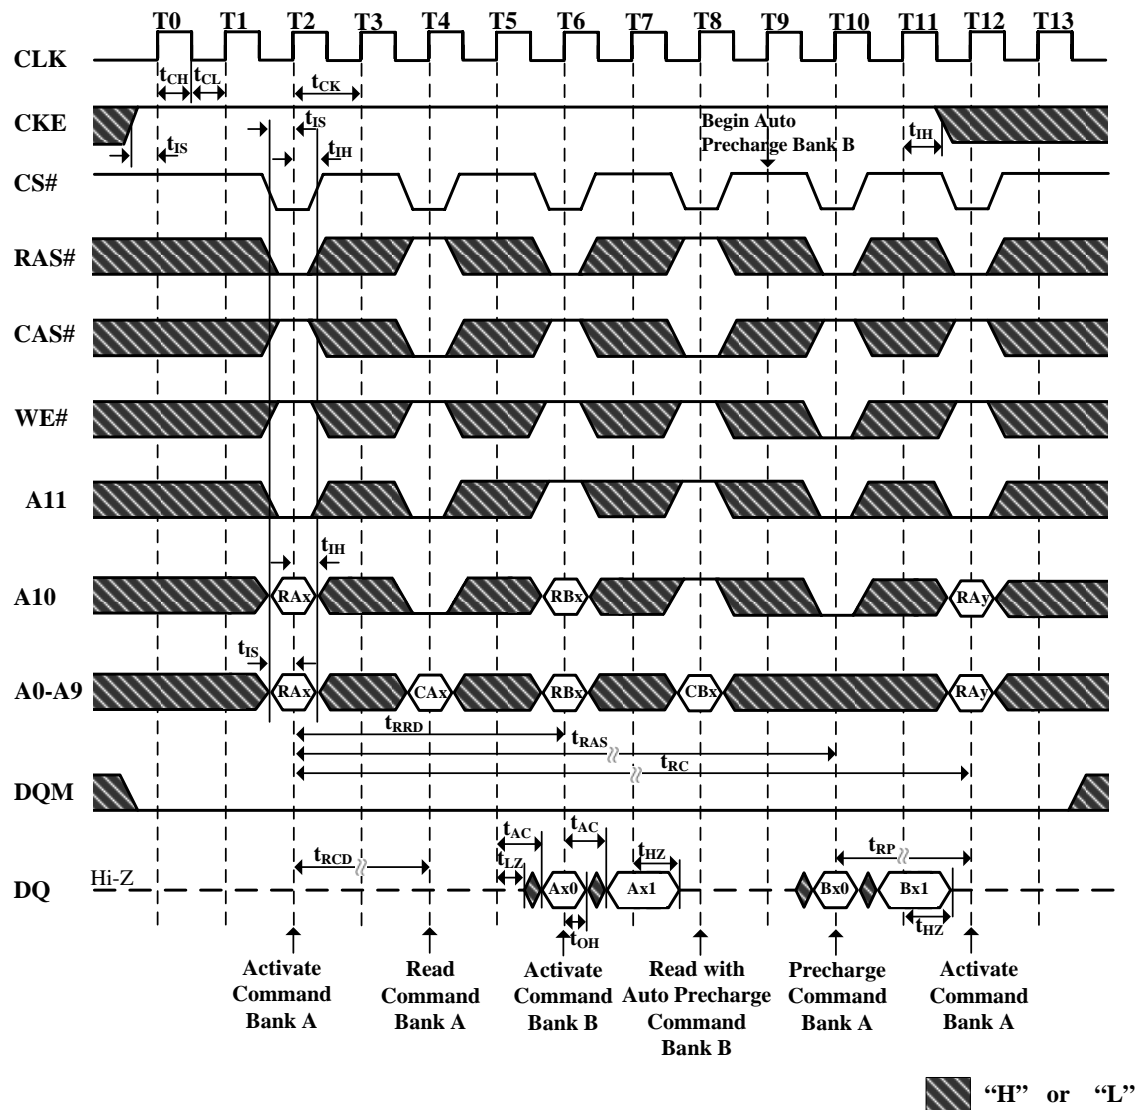 T0 T1 T2 T3 T4 T5 T6 T7 T8 T9 T10 T11 T12 T13
CLK
tCH tCL
tCK
CKE
tIS
tIS
tIH
Begin Auto
Precharge Bank B
tIH
CS#
RAS#
CAS#
WE#
A11
tIH
A10
RAx
RBx
RAy
tIS
A0-A9
RAx
CAx
RBx
CBx
RAy
tRRD
tRAS
tRC
DQM
tAC
tAC
tRCD
tLZ
tHZ
tRP
Hi-Z
DQ
Ax0
Ax1
Bx0
Bx1
tOH
tHZ
Activate
Command
Bank A
Read
Command
Bank A
Activate
Command
Bank B
Read with
Auto Precharge
Command
Bank B
Precharge
Command
Bank A
Activate
Command
Bank A
“H” or “L”